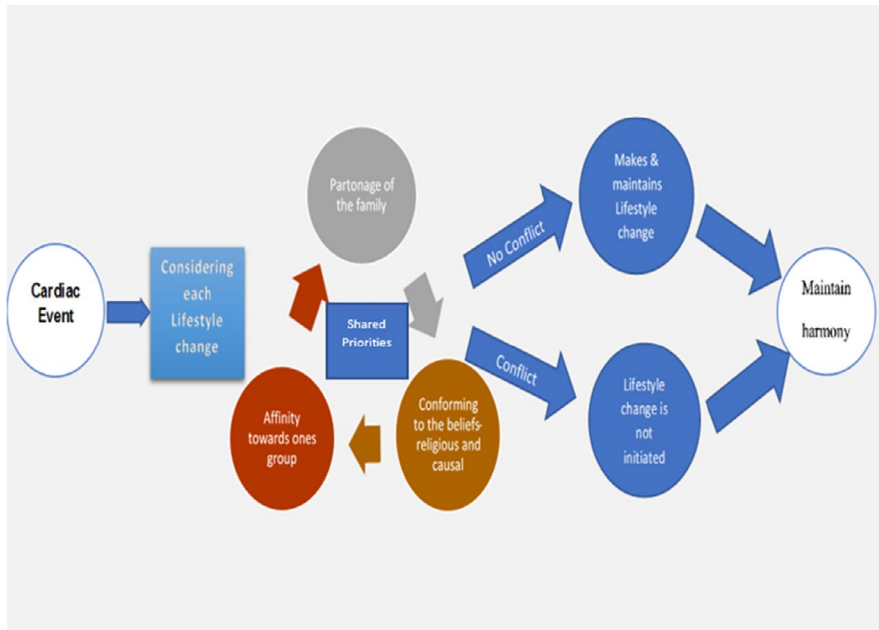 Cardiac
Event
Considering
each
Lifestyle
change
Partonage of
the family
Shared
Priorities
Affinity
towards ones
group
Conforming
to the beliefs-
religious and
causal
No Conflict
Conflict
Makes &
maintains
Lifestyle
change
Lifestyle
change is
not
initiated
Maintain
harmony